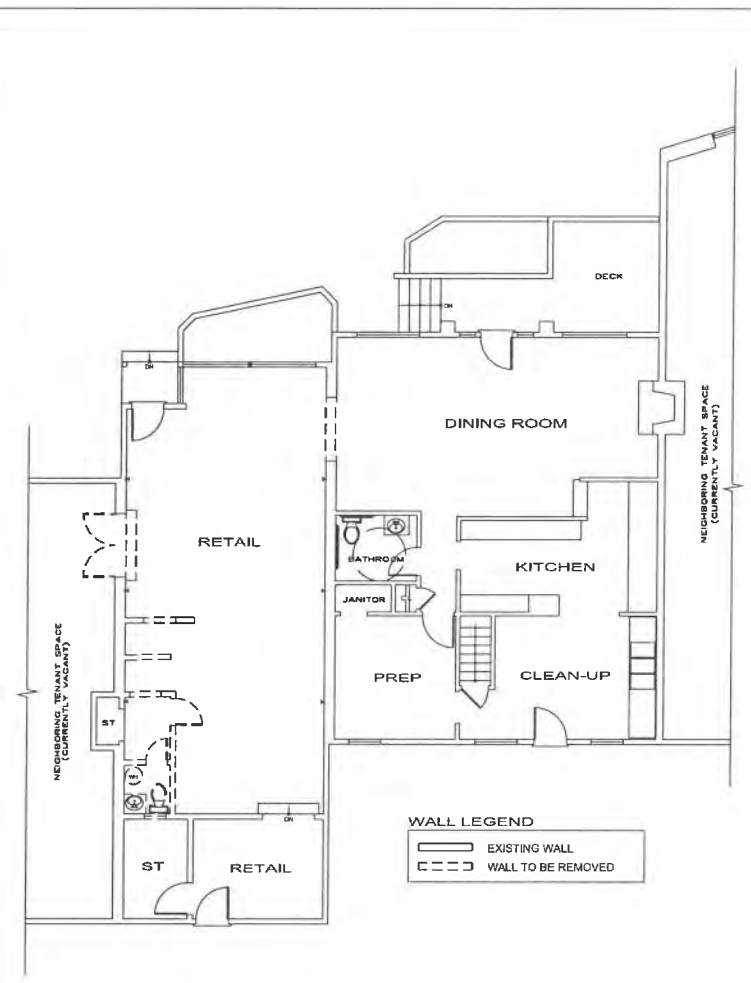 DECK
DN
DN
DINING ROOM
NEIGHBORING TENANT SPACE
(CURRENTLY VACANT)
RETAIL
BATHROOM
KITCHEN
JANITOR
PREP
CLEAN-UP
NEIGHBORING TENANT SPACE
(CURRENTLY VACANT)
ST
WH
DN
WALL LEGEND
EXISTING WALL
WALL TO BE REMOVED
ST
RETAIL